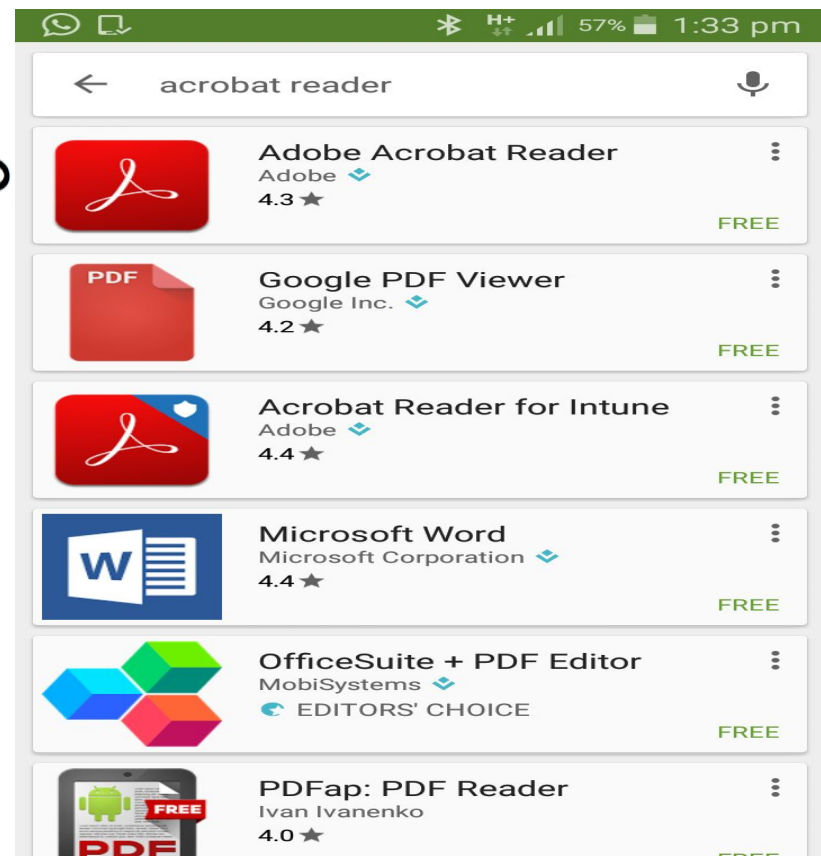 H+ 57% 1:33 pm
acrobat reader
Adobe Acrobat Reader
Adobe
4.3 ★
FREE
PDF
Google PDF Viewer
Google Inc.
4.2 ★
FREE
Acrobat Reader for Intune
Adobe
4.4 ★
FREE
W
Microsoft Word
Microsoft Corporation
4.4 ★
FREE
OfficeSuite + PDF Editor
MobiSystems
EDITORS' CHOICE
FREE
FREE
PDF
PDFap: PDF Reader
Ivan Ivanenko
4.0 ★
FREE